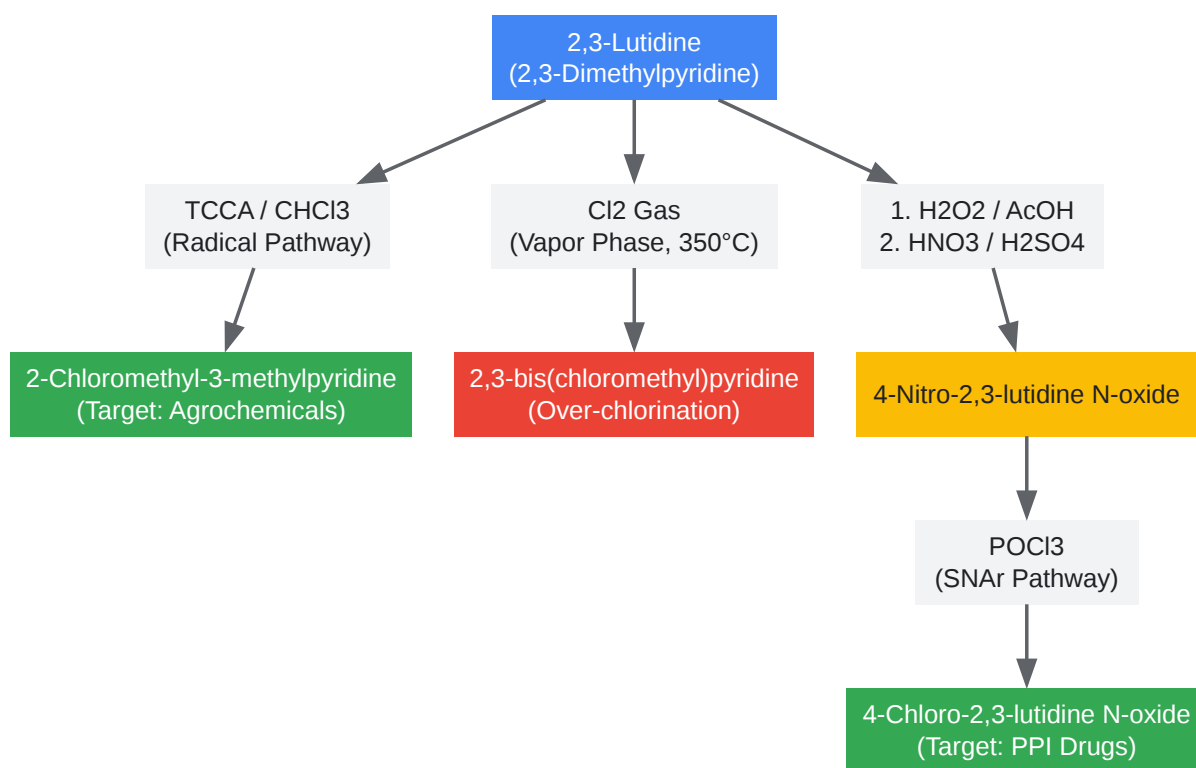 2,3-Lutidine
(2,3-Dimethylpyridine)
TCCA / CHCl3
(Radical Pathway)
Cl2 Gas
(Vapor Phase, 350°C)
1. H2O2 / AcOH
2. HNO3 / H2SO4
2-Chloromethyl-3-methylpyridine
(Target: Agrochemicals)
2,3-bis(chloromethyl)pyridine
(Over-chlorination)
4-Nitro-2,3-lutidine N-oxide
POCl3
(SNAr Pathway)
4-Chloro-2,3-lutidine N-oxide
(Target: PPI Drugs)